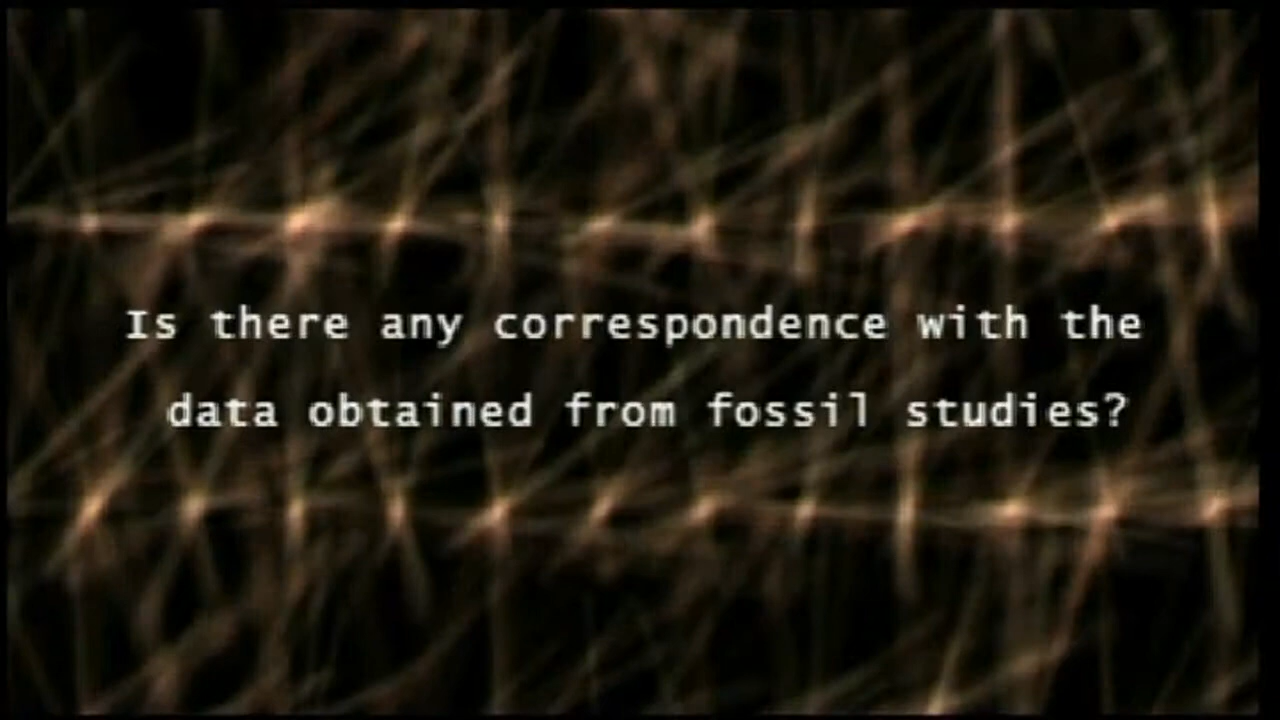 Is there any correspondence with the
data obtained from fossil studies?